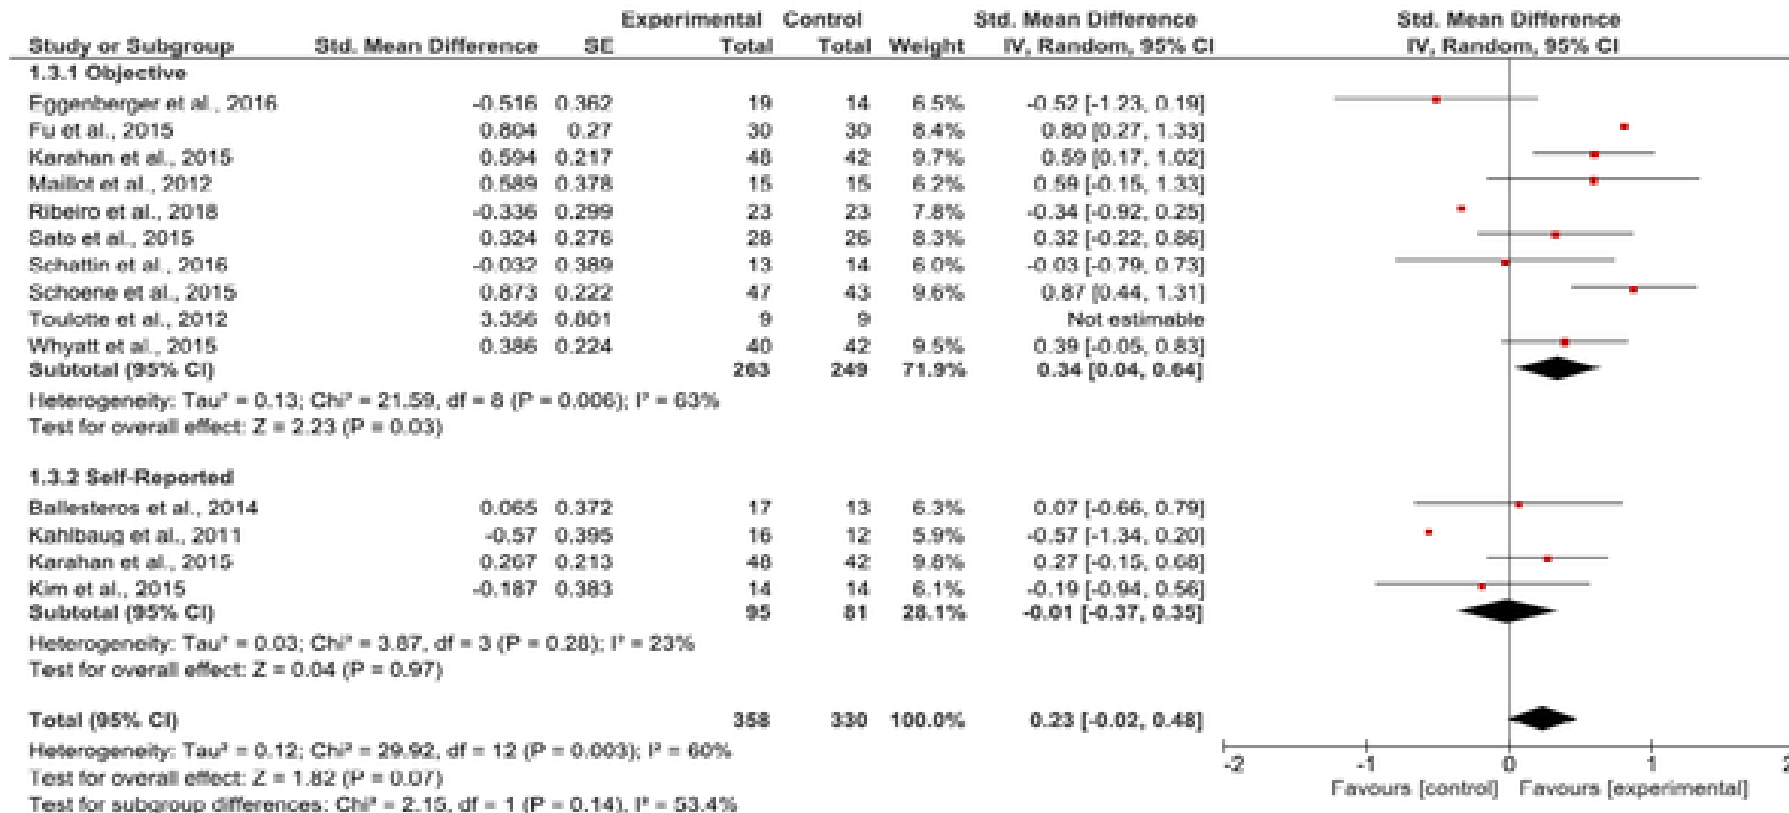 Experimental Control Std. Mean Difference Std. Mean Difference
Study or Subgroup Std. Mean Difference SE Total Total Weight IV, Random, 95% CI IV, Random, 95% CI
1.3.1 Objective
Eggenberger et al., 2016 -0.516 0.362 19 14 6.5% -0.52 [-1.23, 0.19]
Fu et al., 2015 0.804 0.27 30 30 8.4% 0.80 [0.27, 1.33]
Karahan et al., 2015 0.594 0.217 48 42 9.7% 0.59 [0.17, 1.02]
Maillot et al., 2012 0.589 0.378 15 15 6.2% 0.59 [-0.15, 1.33]
Ribeiro et al., 2018 -0.336 0.299 23 23 7.8% -0.34 [-0.92, 0.25]
Sato et al., 2015 0.324 0.276 28 26 8.3% 0.32 [-0.22, 0.86]
Schattin et al., 2016 -0.032 0.389 13 14 6.0% -0.03 [-0.79, 0.73]
Schoene et al., 2015 0.873 0.222 47 43 9.6% 0.87 [0.44, 1.31]
Toulotte et al., 2012 3.356 0.801 9 9 Not estimable
Whyatt et al., 2015 0.386 0.224 40 42 9.5% 0.39 [-0.05, 0.83]
Subtotal (95% CI) 263 249 71.9% 0.34 [0.04, 0.64]
Heterogeneity: Tau² = 0.13; Chi² = 21.59, df = 8 (P = 0.006); I² = 63%
Test for overall effect: Z = 2.23 (P = 0.03)
1.3.2 Self-Reported
Ballesteros et al., 2014 0.065 0.372 17 13 6.3% 0.07 [-0.66, 0.79]
Kahlbaug et al., 2011 -0.57 0.395 16 12 5.9% -0.57 [-1.34, 0.20]
Karahan et al., 2015 0.267 0.213 48 42 9.8% 0.27 [-0.15, 0.68]
Kim et al., 2015 -0.187 0.383 14 14 6.1% -0.19 [-0.94, 0.56]
Subtotal (95% CI) 95 81 28.1% -0.01 [-0.37, 0.35]
Heterogeneity: Tau² = 0.03; Chi² = 3.87, df = 3 (P = 0.28); I² = 23%
Test for overall effect: Z = 0.04 (P = 0.97)
Total (95% CI) 358 330 100.0% 0.23 [-0.02, 0.48]
Heterogeneity: Tau² = 0.12; Chi² = 29.92, df = 12 (P = 0.003); I² = 60%
Test for overall effect: Z = 1.82 (P = 0.07)
Test for subgroup differences: Chi² = 2.15, df = 1 (P = 0.14), I² = 53.4%
-2 -1 0 1 2
Favours [control] Favours [experimental]